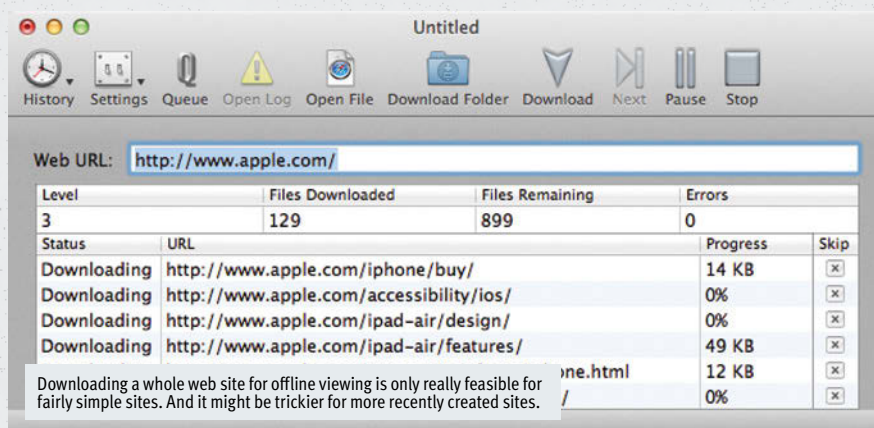 Untitled
History Settings Queue Open Log Open File Download Folder Download Next Pause Stop
Web URL: http://www.apple.com/
Level Files Downloaded Files Remaining Errors
3 129 899 0
Status URL Progress Skip
Downloading http://www.apple.com/iphone/buy/ 14 KB
Downloading http://www.apple.com/accessibility/ios/ 0%
Downloading http://www.apple.com/ipad-air/design/ 0%
Downloading http://www.apple.com/ipad-air/features/ 49 KB
one.html 12 KB
/ 0%
Downloading a whole web site for offline viewing is only really feasible for
fairly simple sites. And it might be trickier for more recently created sites.